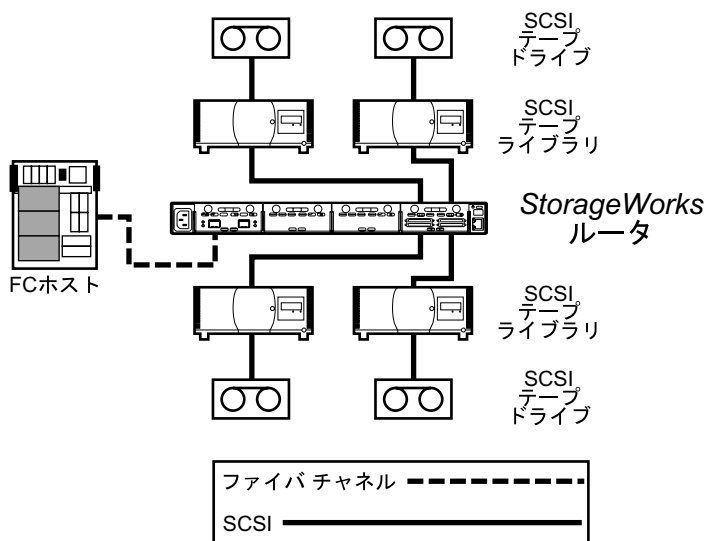 SCSI
テープ
ドライブ
SCSI
テープ
ライブラリ
StorageWorks
ルータ
FCホスト
SCSI
テープ
ライブラリ
SCSI
テープ
ドライブ
ファイバ チャネル
SCSI